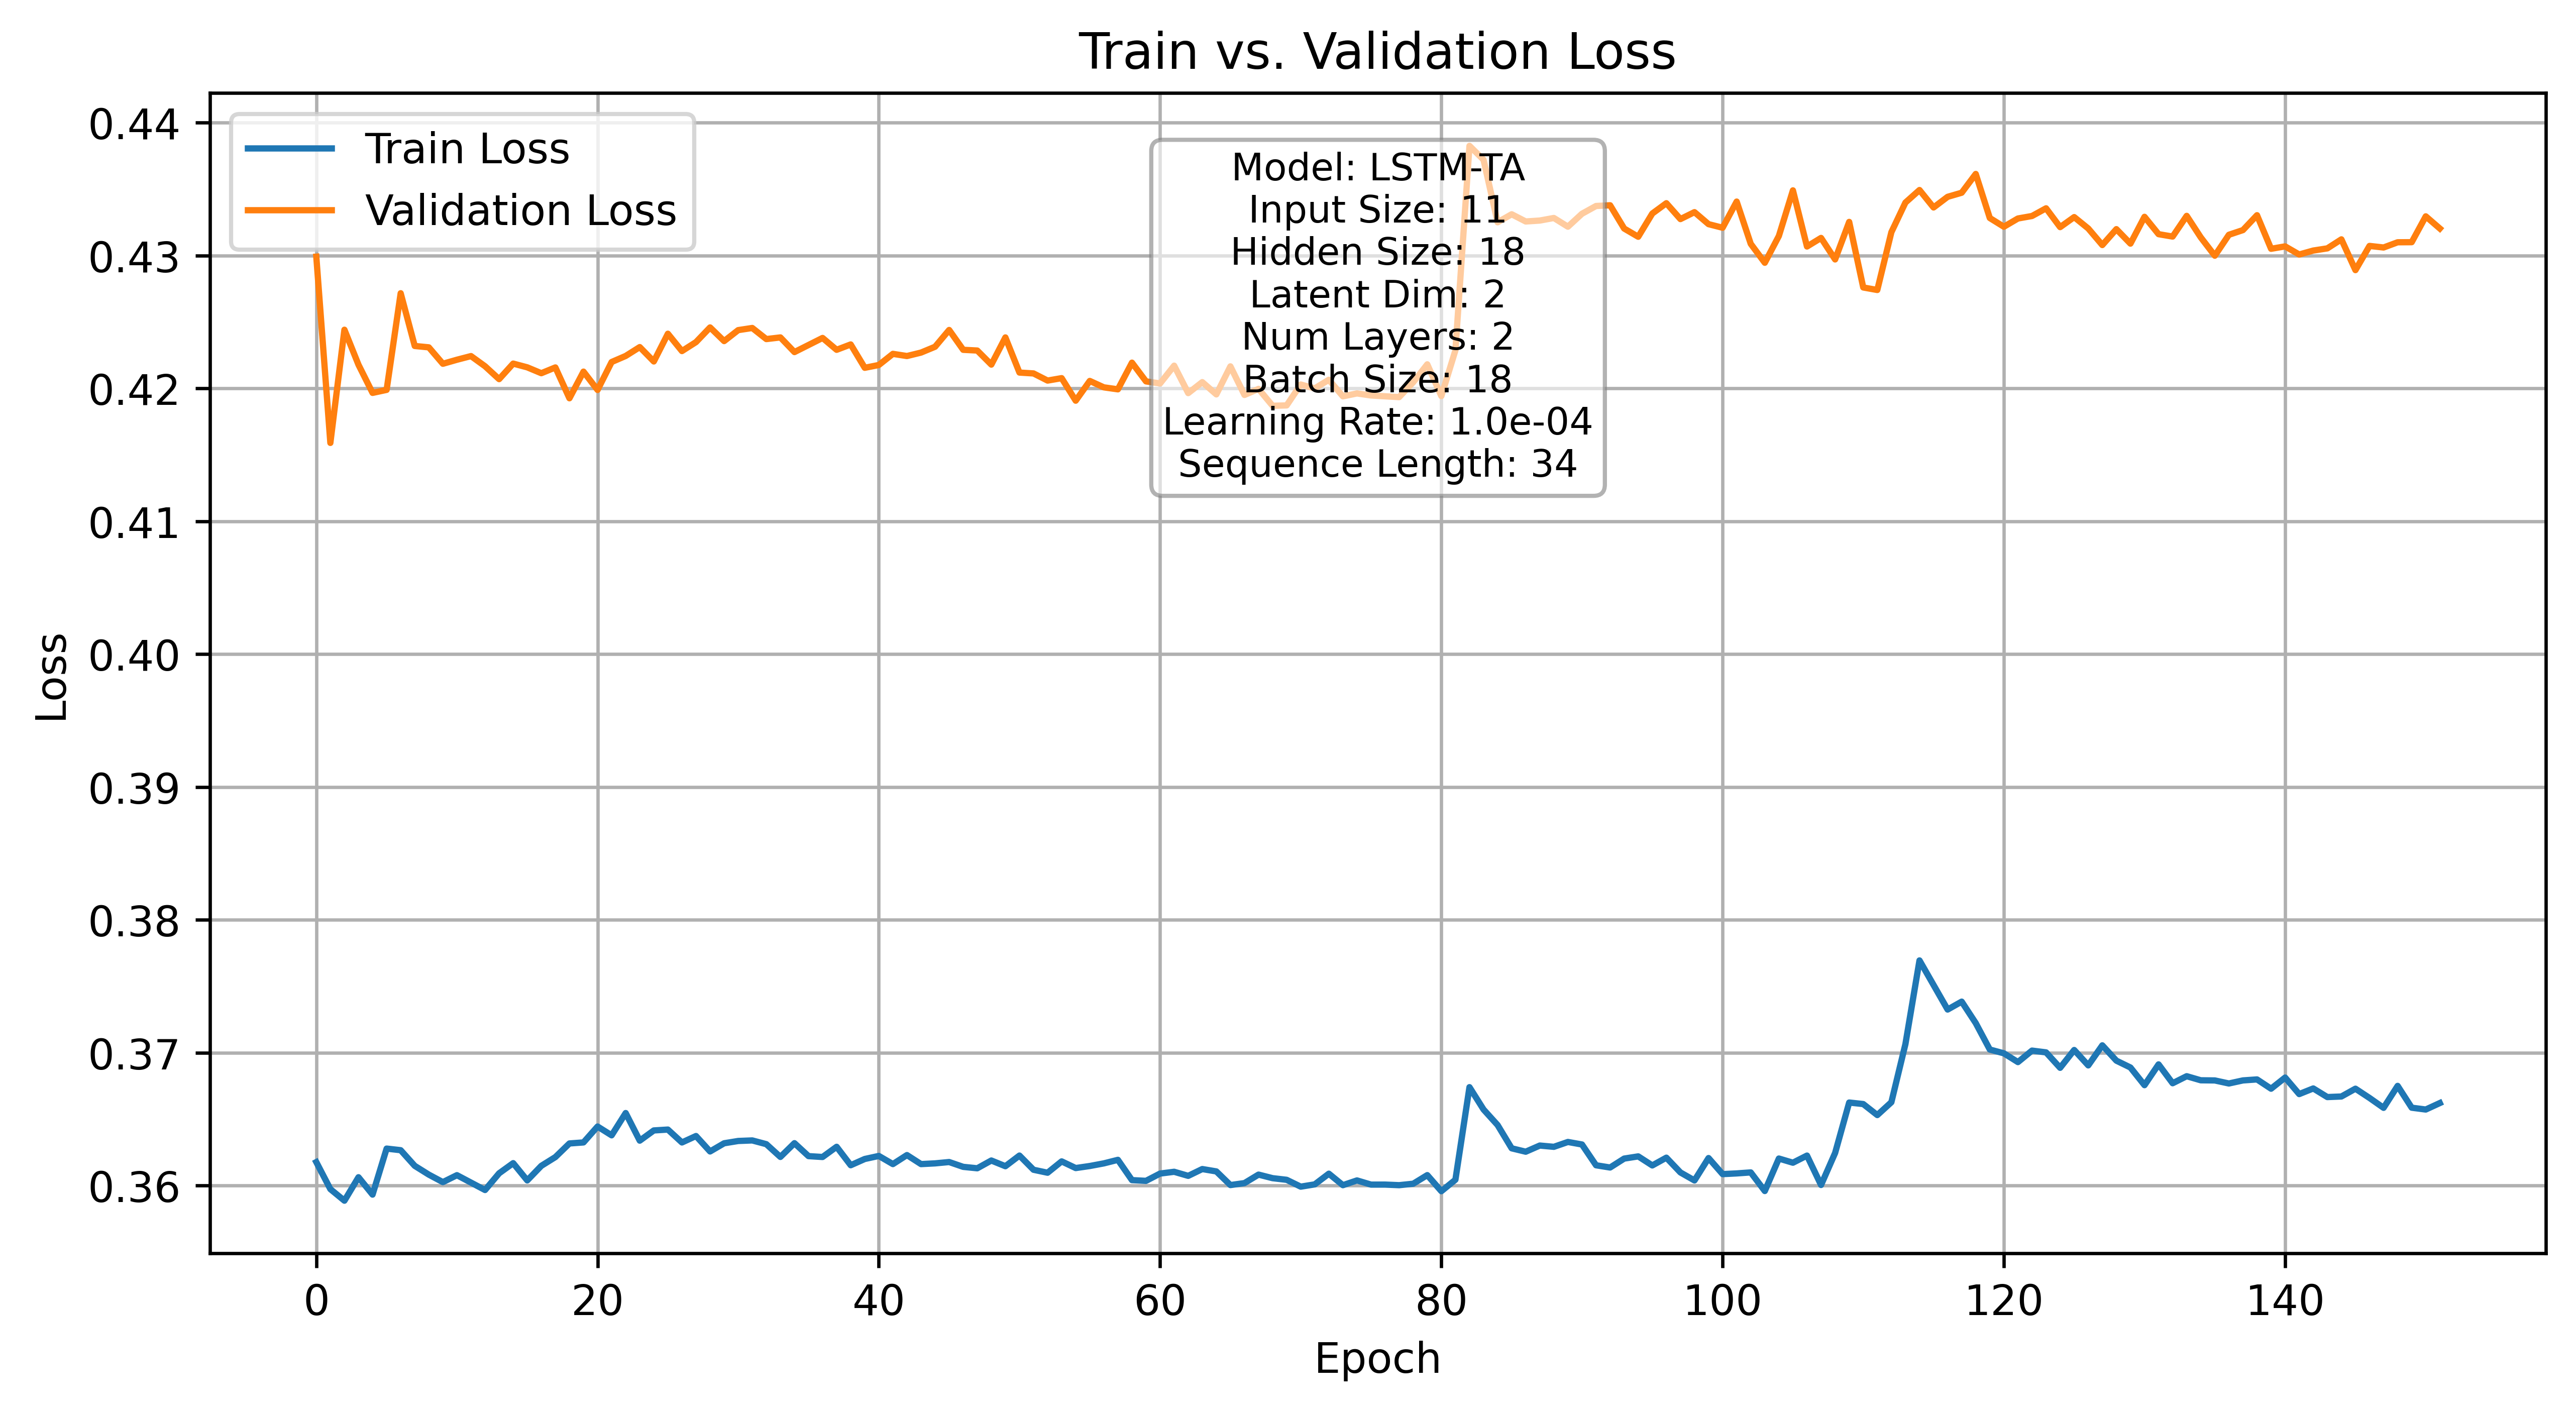 Train vs. Validation Loss
Train Loss
Validation Loss
Model: LSTM-TA
Input Size: 11
Hidden Size: 18
Latent Dim: 2
Num Layers: 2
Batch Size: 18
Learning Rate: 1.0e-04
Sequence Length: 34
0.44
0.43
0.42
0.41
0.40
0.39
0.38
0.37
0.36
Loss
0 20 40 60 80 100 120 140
Epoch